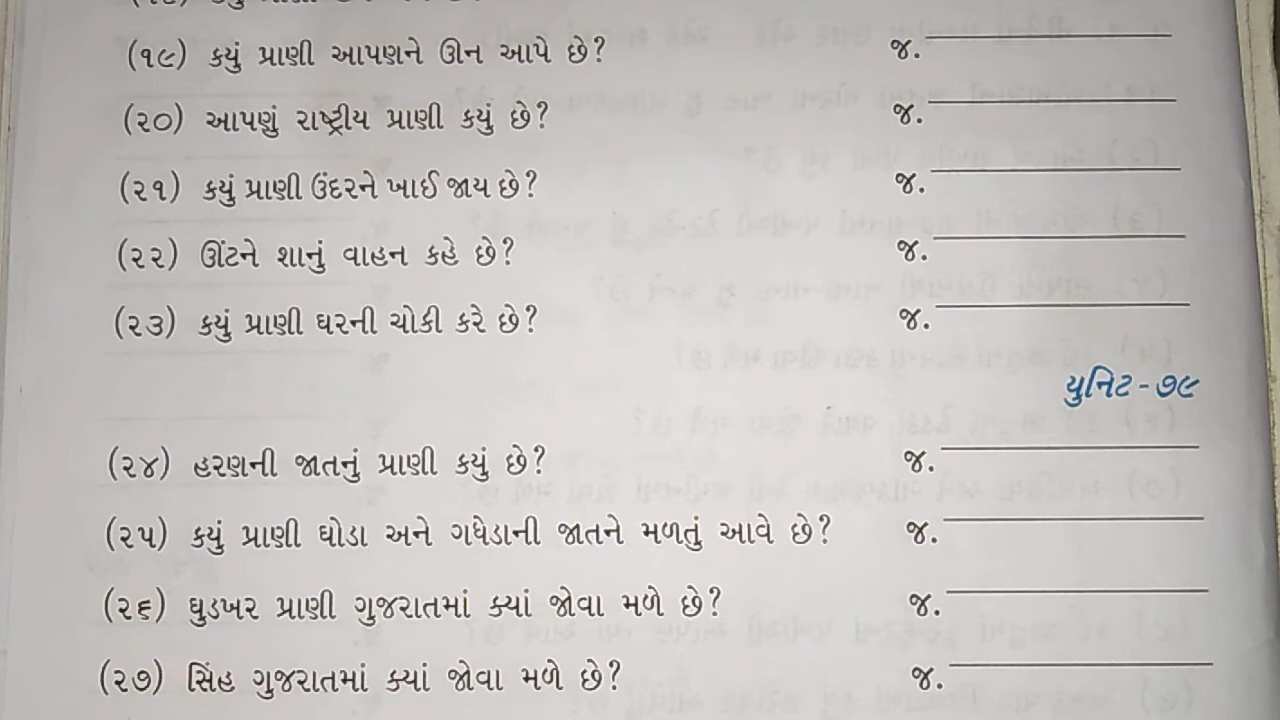 (૧૯) કયું પ્રાણી આપણને ઊન આપે છે? જ.
(૨૦) આપણું રાષ્ટ્રીય પ્રાણી કયું છે? જ.
(૨૧) કયું પ્રાણી ઉંદરને ખાઈ જાય છે? જ.
(૨૨) ઊંટને શાનું વાહન કહે છે? જ.
(૨૩) કયું પ્રાણી ઘરની ચોકી કરે છે? જ.
યુનિટ - ૭૯
(૨૪) હરણની જાતનું પ્રાણી કયું છે? જ.
(૨૫) કયું પ્રાણી ઘોડા અને ગધેડાની જાતને મળતું આવે છે? જ.
(૨૬) ઘુડખર પ્રાણી ગુજરાતમાં ક્યાં જોવા મળે છે? જ.
(૨૭) સિંહ ગુજરાતમાં ક્યાં જોવા મળે છે? જ.